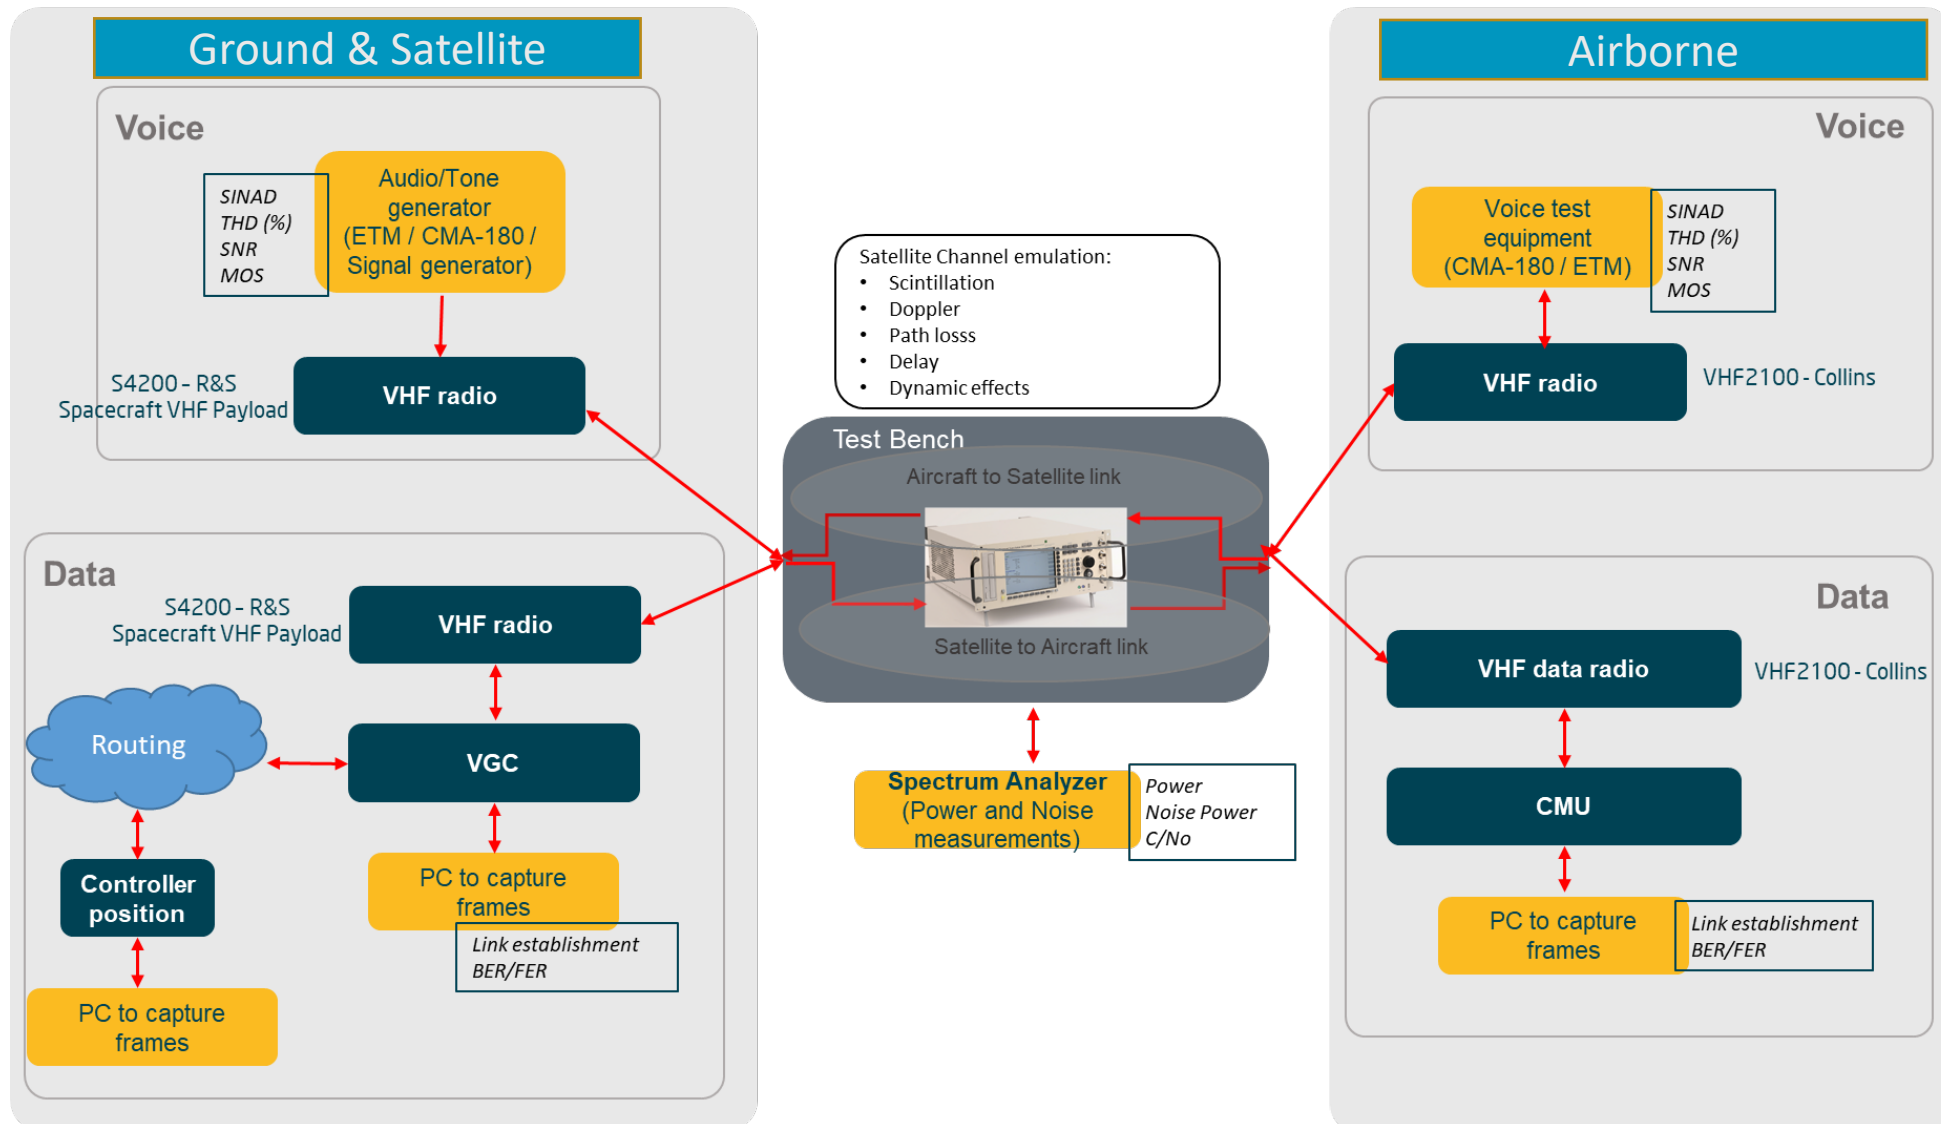 Ground & Satellite
Voice
SINAD
THD (%)
SNR
MOS
Audio/Tone
generator
(ETM / CMA-180 /
Signal generator)
S4200 - R&S
Spacecraft VHF Payload
VHF radio
Data
S4200 - R&S
Spacecraft VHF Payload
VHF radio
Routing
VGC
Controller
position
PC to capture
frames
Link establishment
BER/FER
PC to capture
frames
Satellite Channel emulation:
• Scintillation
• Doppler
• Path losss
• Delay
• Dynamic effects
Test Bench
Aircraft to Satellite link
Satellite to Aircraft link
Spectrum Analyzer
(Power and Noise
measurements)
Power
Noise Power
C/No
Airborne
Voice
Voice test
equipment
(CMA-180 / ETM)
SINAD
THD (%)
SNR
MOS
VHF radio
VHF2100 - Collins
Data
VHF data radio
VHF2100 - Collins
CMU
PC to capture
frames
Link establishment
BER/FER